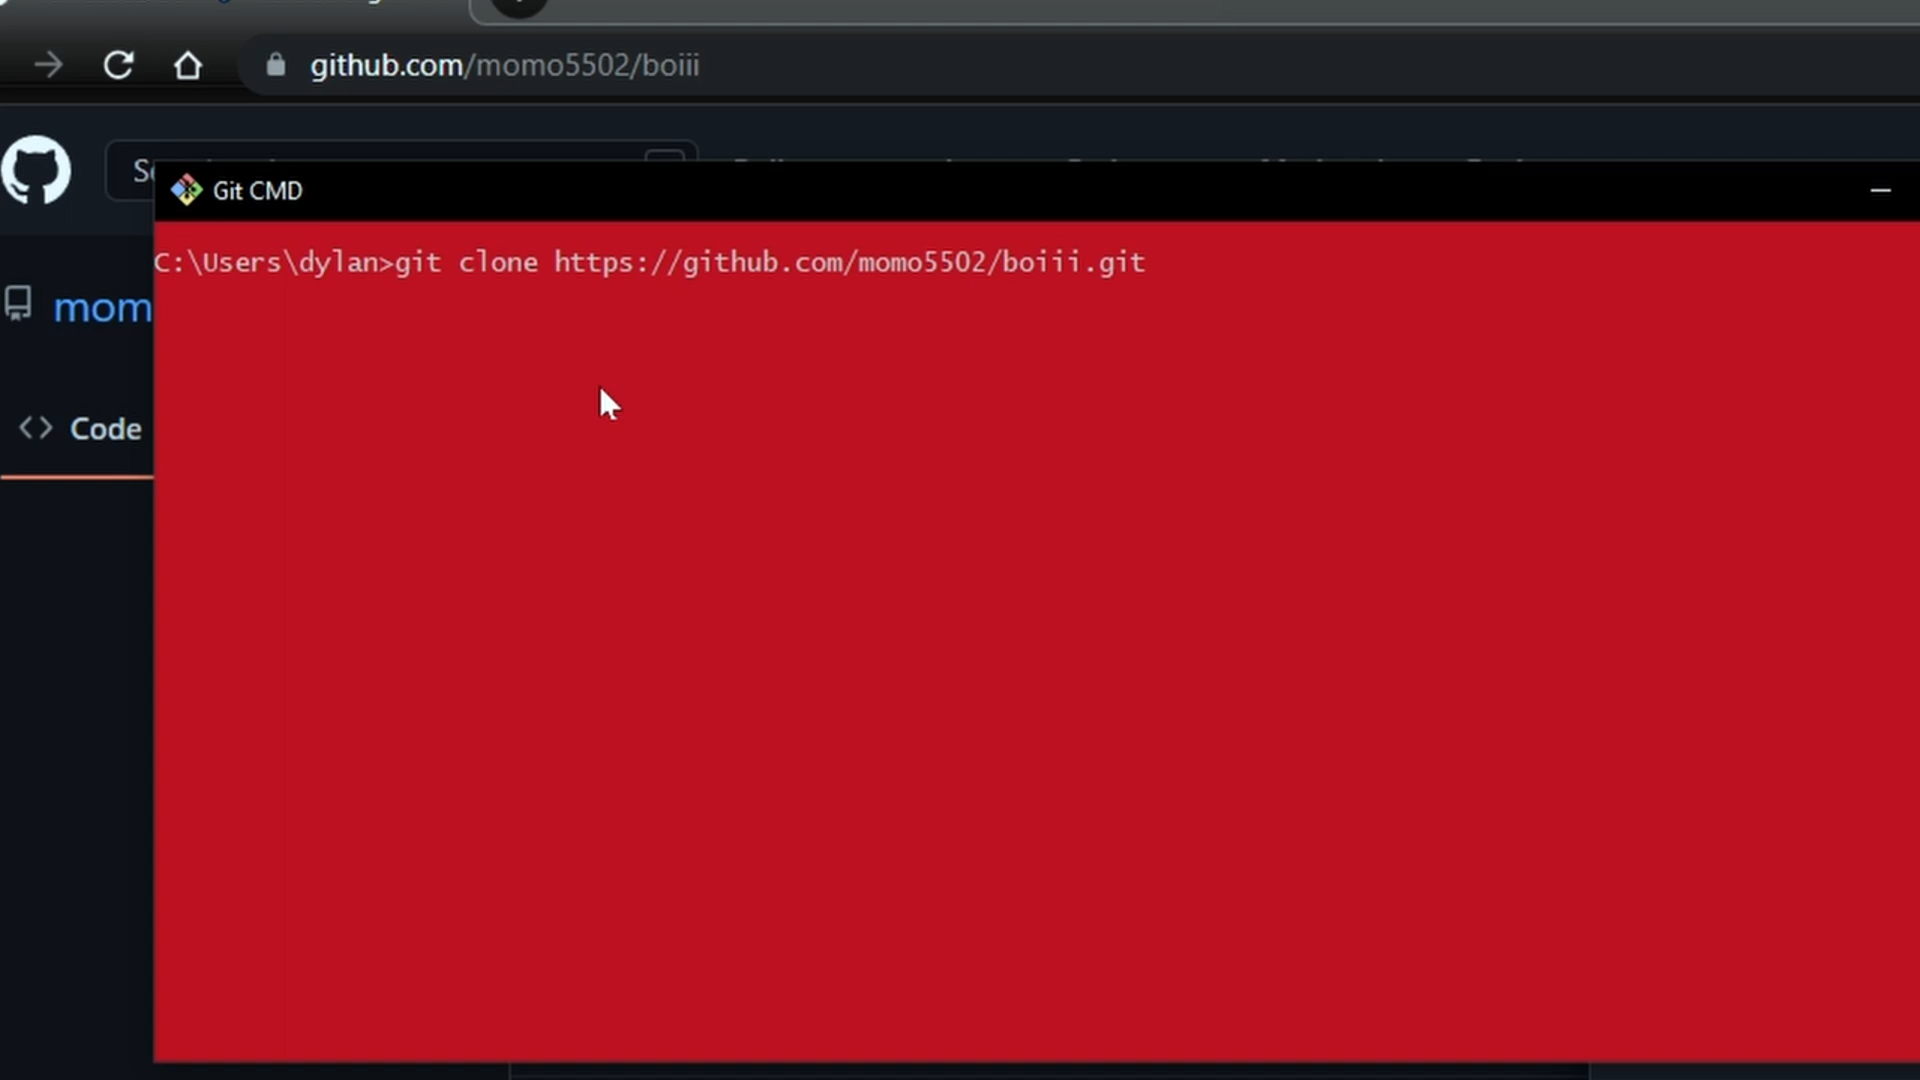 github.com/momo5502/boiii
Git CMD
C:\Users\dylan>git clone https://github.com/momo5502/boiii.git
mom
Code